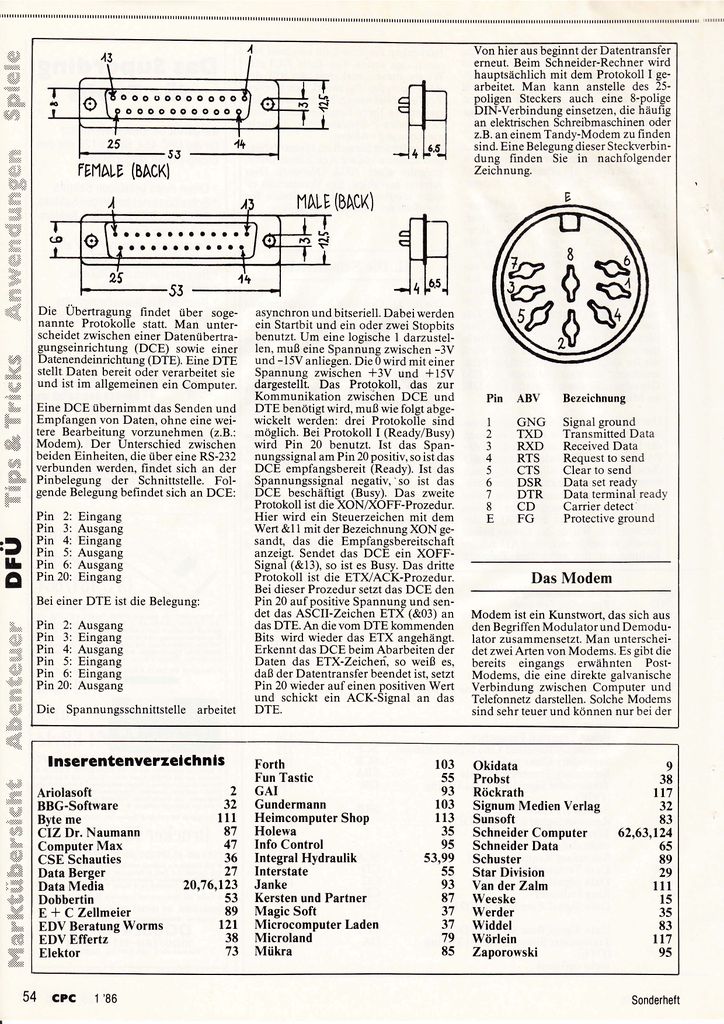 Marktübersicht Abenteuer DFÜ Tips & Tricks Anwendungen Spiele
13
1
8
3
12,5
25
14
53
4
6,5
FEMALE (BACK)
MALE (BACK)
1
13
6
3
12,5
25
14
53
4
6,5
Die Übertragung findet über soge-
nannte Protokolle statt. Man unter-
scheidet zwischen einer Datenübertra-
gungseinrichtung (DCE) sowie einer
Datenendeinrichtung (DTE). Eine DTE
stellt Daten bereit oder verarbeitet sie
und ist im allgemeinen ein Computer.
Eine DCE übernimmt das Senden und
Empfangen von Daten, ohne eine wei-
tere Bearbeitung vorzunehmen (z.B.:
Modem). Der Unterschied zwischen
beiden Einheiten, die über eine RS-232
verbunden werden, findet sich an der
Pinbelegung der Schnittstelle. Fol-
gende Belegung befindet sich an DCE:
Pin 2: Eingang
Pin 3: Ausgang
Pin 4: Eingang
Pin 5: Ausgang
Pin 6: Ausgang
Pin 20: Eingang
Bei einer DTE ist die Belegung:
Pin 2: Ausgang
Pin 3: Eingang
Pin 4: Ausgang
Pin 5: Eingang
Pin 6: Eingang
Pin 20: Ausgang
Die Spannungsschnittstelle arbeitet
asynchron und bitseriell. Dabei werden
ein Startbit und ein oder zwei Stopbits
benutzt. Um eine logische 1 darzustel-
len, muß eine Spannung zwischen -3V
und -15V anliegen. Die 0 wird mit einer
Spannung zwischen +3V und +15V
dargestellt. Das Protokoll, das zur
Kommunikation zwischen DCE und
DTE benötigt wird, muß wie folgt abge-
wickelt werden: drei Protokolle sind
möglich. Bei Protokoll I (Ready/Busy)
wird Pin 20 benutzt. Ist das Span-
nungssignal am Pin 20 positiv, so ist das
DCE empfangsbereit (Ready). Ist das
Spannungssignal negativ, so ist das
DCE beschäftigt (Busy). Das zweite
Protokoll ist die XON/XOFF-Prozedur.
Hier wird ein Steuerzeichen mit dem
Wert &11 mit der Bezeichnung XON ge-
sandt, das die Empfangsbereitschaft
anzeigt. Sendet das DCE ein XOFF-
Signal (&13), so ist es Busy. Das dritte
Protokoll ist die ETX/ACK-Prozedur.
Bei dieser Prozedur setzt das DCE den
Pin 20 auf positive Spannung und sen-
det das ASCII-Zeichen ETX (&03) an
das DTE. An die vom DTE kommenden
Bits wird wieder das ETX angehängt.
Erkennt das DCE beim Abarbeiten der
Daten das ETX-Zeichen, so weiß es,
daß der Datentransfer beendet ist, setzt
Pin 20 wieder auf einen positiven Wert
und schickt ein ACK-Signal an das
DTE.
Von hier aus beginnt der Datentransfer
erneut. Beim Schneider-Rechner wird
hauptsächlich mit dem Protokoll I ge-
arbeitet. Man kann anstelle des 25-
poligen Steckers auch eine 8-polige
DIN-Verbindung einsetzen, die häufig
an elektrischen Schreibmaschinen oder
z.B. an einem Tandy-Modem zu finden
sind. Eine Belegung dieser Steckverbin-
dung finden Sie in nachfolgender
Zeichnung.
E
7
8
6
3
1
5
4
2
Pin ABV Bezeichnung
1 GNG Signal ground
2 TXD Transmitted Data
3 RXD Received Data
4 RTS Request to send
5 CTS Clear to send
6 DSR Data set ready
7 DTR Data terminal ready
8 CD Carrier detect
E FG Protective ground
Das Modem
Modem ist ein Kunstwort, das sich aus
den Begriffen Modulator und Demodu-
lator zusammensetzt. Man unterschei-
det zwei Arten von Modems. Es gibt die
bereits eingangs erwähnten Post-
Modems, die eine direkte galvanische
Verbindung zwischen Computer und
Telefonnetz darstellen. Solche Modems
sind sehr teuer und können nur bei der
Inserentenverzeichnis
Ariolasoft 2
BBG-Software 32
Byte me 111
CIZ Dr. Naumann 87
Computer Max 47
CSE Schauties 36
Data Berger 27
Data Media 20,76,123
Dobbertin 53
E + C Zellmeier 89
EDV Beratung Worms 121
EDV Effertz 38
Elektor 73
Forth 103
Fun Tastic 55
GAI 93
Gundermann 103
Heimcomputer Shop 113
Holewa 35
Info Control 95
Integral Hydraulik 53,99
Interstate 55
Janke 93
Kersten und Partner 87
Magic Soft 37
Microcomputer Laden 37
Microland 79
Mükra 85
Okidata 9
Probst 38
Röckrath 117
Signum Medien Verlag 32
Sunsoft 83
Schneider Computer 62,63,124
Schneider Data 65
Schuster 89
Star Division 29
Van der Zalm 111
Weeske 15
Werder 35
Widdel 83
Wörlein 117
Zaporowski 95
54 CPC 1 '86
Sonderheft